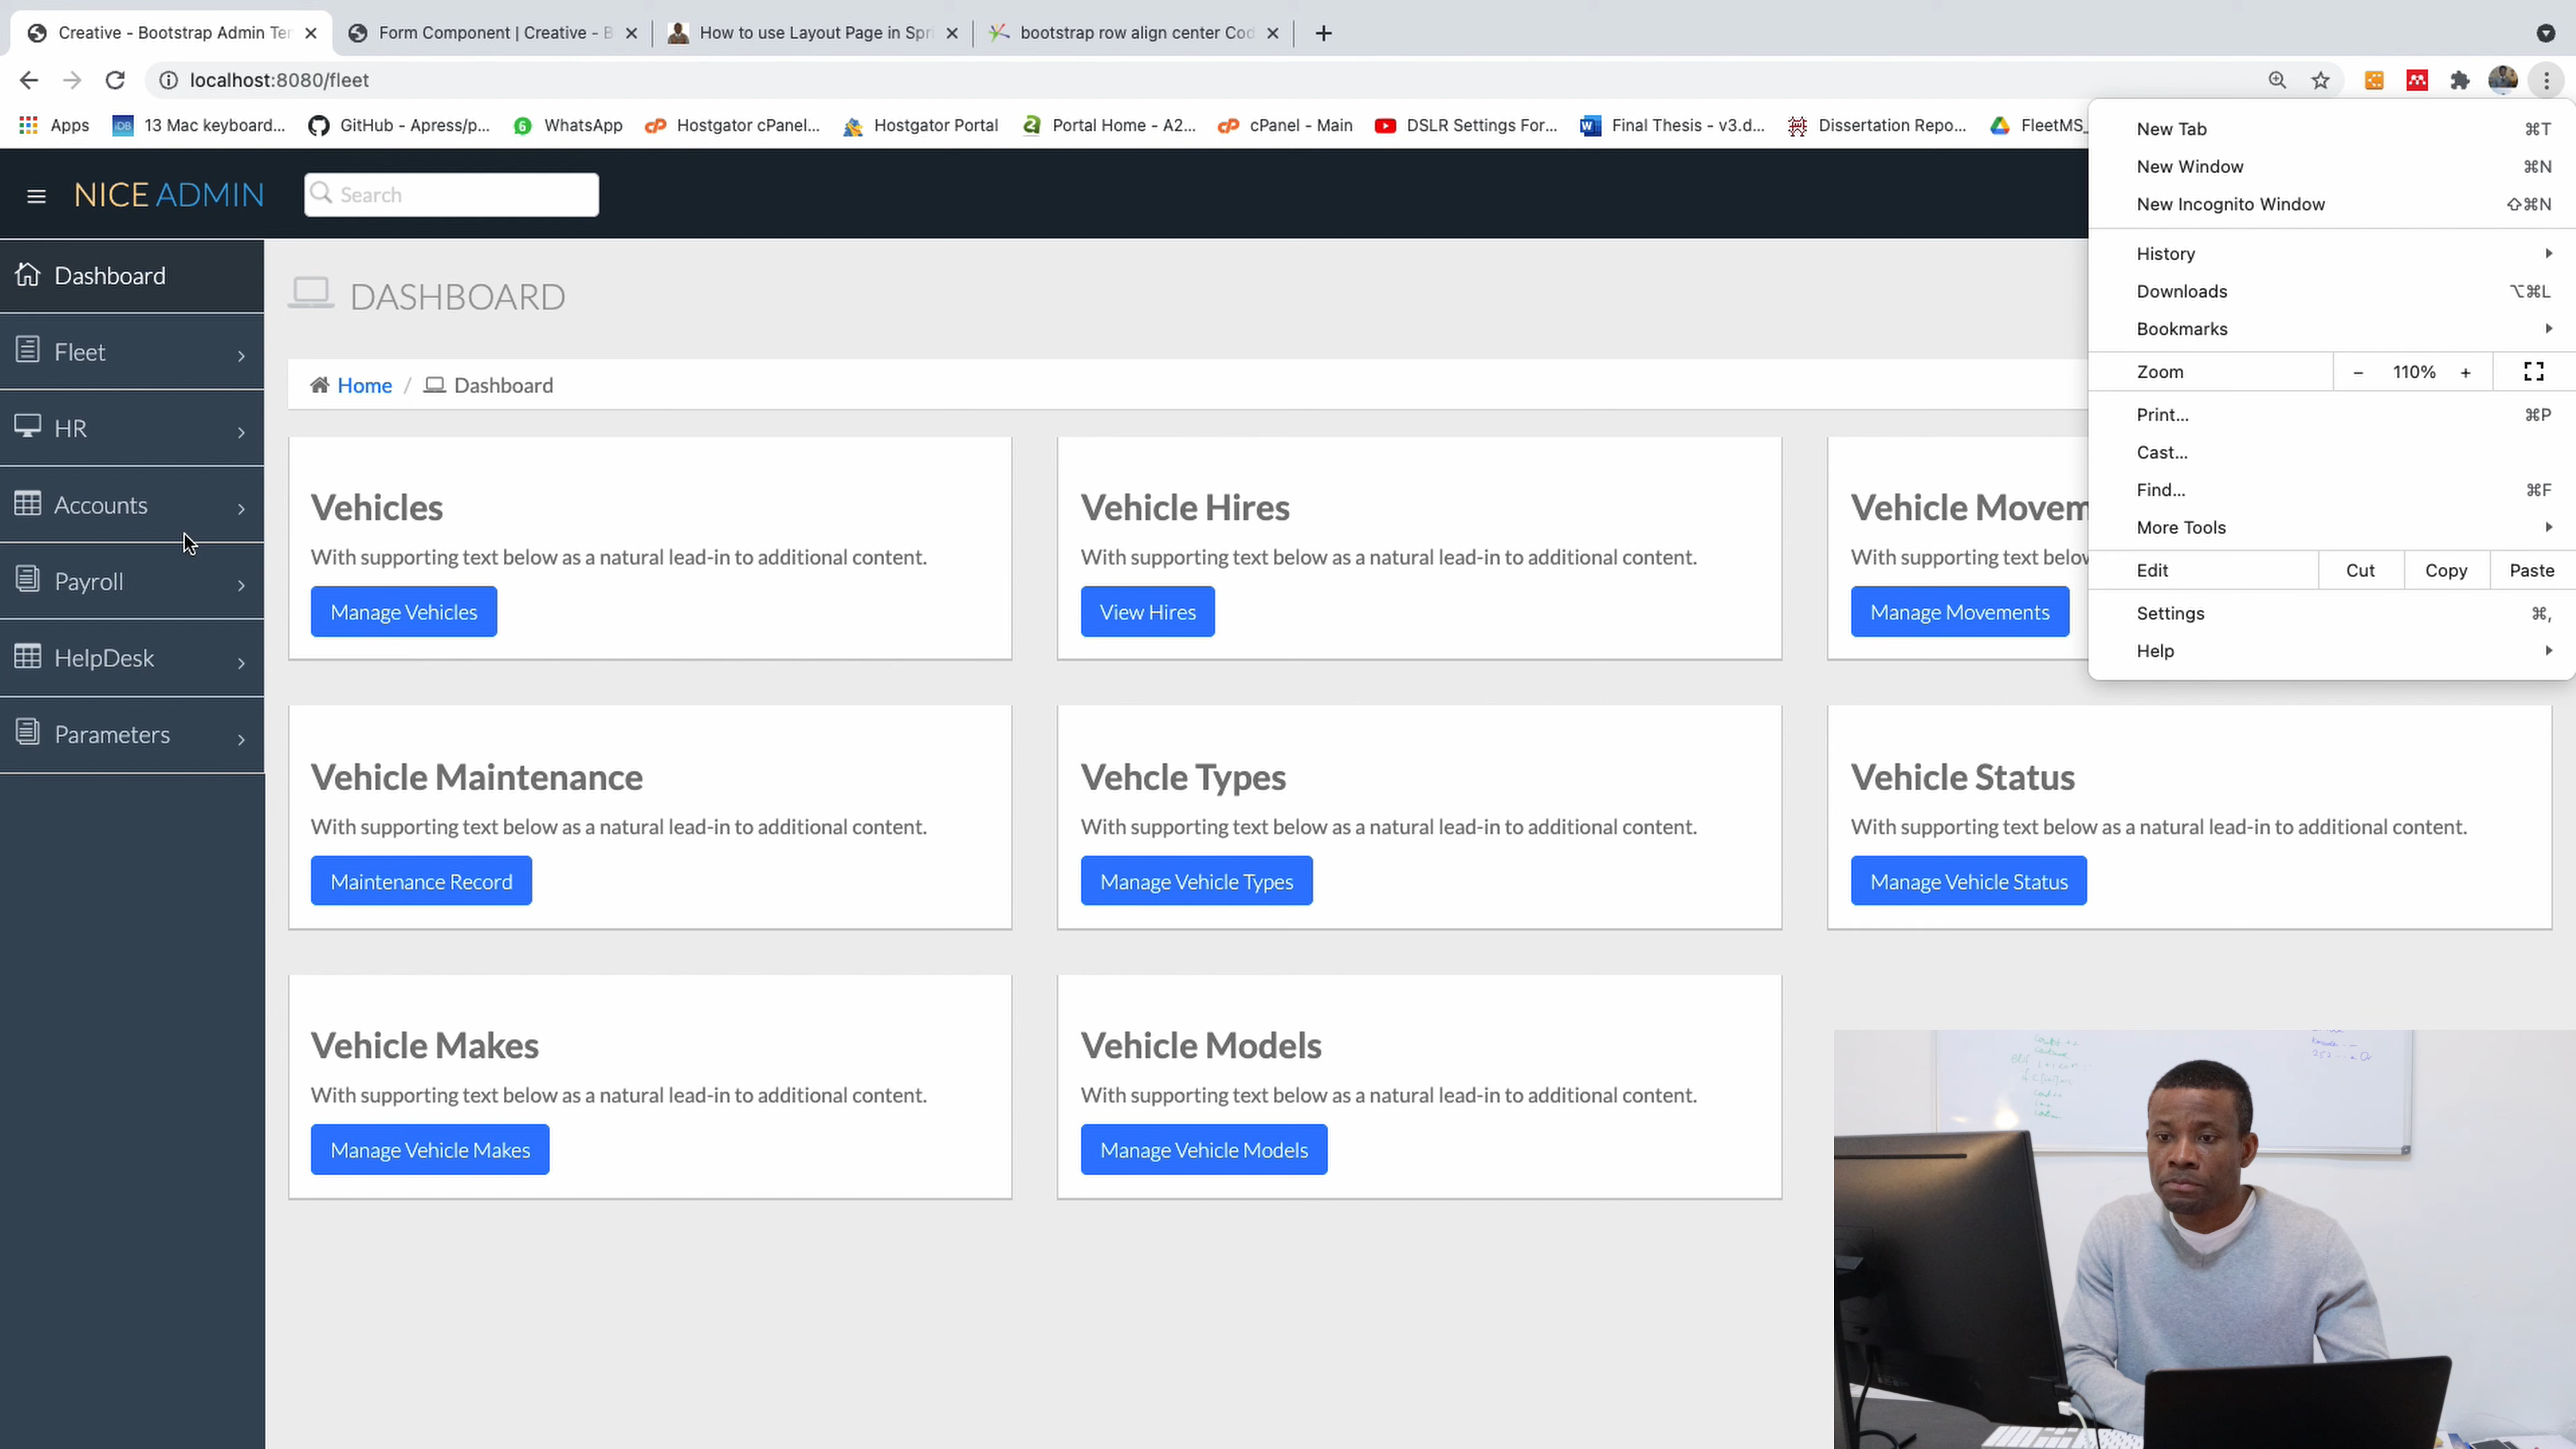 Creative - Bootstrap Admin Ter
Form Component | Creative - B
How to use Layout Page in Spri
bootstrap row align center Cod
localhost:8080/fleet
Apps
13 Mac keyboard...
GitHub - Apress/p...
WhatsApp
Hostgator cPanel...
Hostgator Portal
Portal Home - A2...
cPanel - Main
DSLR Settings For...
Final Thesis - v3.d...
Dissertation Repo...
FleetMS_
NICE ADMIN
Search
Dashboard
Fleet
HR
Accounts
Payroll
HelpDesk
Parameters
DASHBOARD
Home / Dashboard
Vehicles
With supporting text below as a natural lead-in to additional content.
Manage Vehicles
Vehicle Hires
With supporting text below as a natural lead-in to additional content.
View Hires
Vehicle Movem
With supporting text below
Manage Movements
Vehicle Maintenance
With supporting text below as a natural lead-in to additional content.
Maintenance Record
Vehcle Types
With supporting text below as a natural lead-in to additional content.
Manage Vehicle Types
Vehicle Status
With supporting text below as a natural lead-in to additional content.
Manage Vehicle Status
Vehicle Makes
With supporting text below as a natural lead-in to additional content.
Manage Vehicle Makes
Vehicle Models
With supporting text below as a natural lead-in to additional content.
Manage Vehicle Models
New Tab ⌘T
New Window ⌘N
New Incognito Window ⇧⌘N
History
Downloads ⌥⌘L
Bookmarks
Zoom − 110% +
Print... ⌘P
Cast...
Find... ⌘F
More Tools
Edit Cut Copy Paste
Settings ⌘,
Help